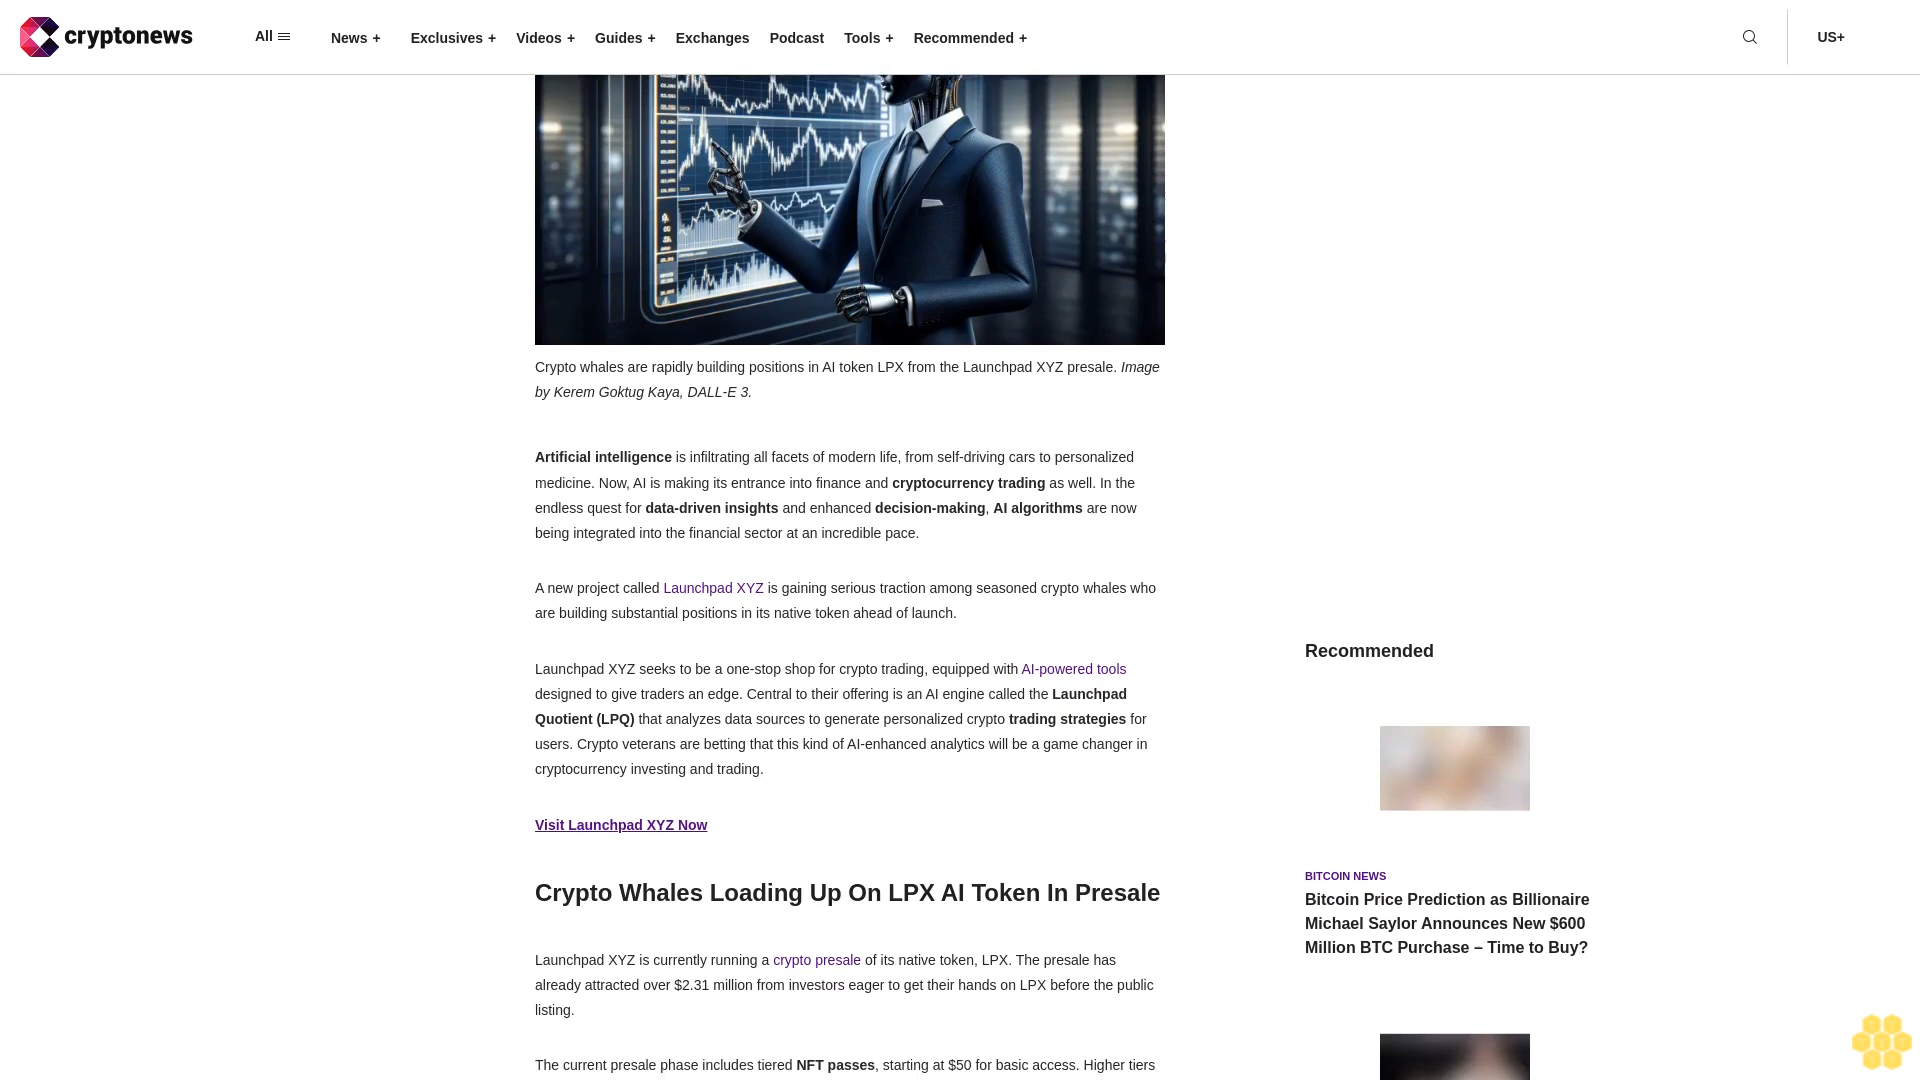 cryptonews
All
News +
Exclusives +
Videos +
Guides +
Exchanges
Podcast
Tools +
Recommended +
US+
Crypto whales are rapidly building positions in AI token LPX from the Launchpad XYZ presale. Image
by Kerem Goktug Kaya, DALL-E 3.
Artificial intelligence is infiltrating all facets of modern life, from self-driving cars to personalized
medicine. Now, AI is making its entrance into finance and cryptocurrency trading as well. In the
endless quest for data-driven insights and enhanced decision-making, AI algorithms are now
being integrated into the financial sector at an incredible pace.
A new project called Launchpad XYZ is gaining serious traction among seasoned crypto whales who
are building substantial positions in its native token ahead of launch.
Launchpad XYZ seeks to be a one-stop shop for crypto trading, equipped with AI-powered tools
designed to give traders an edge. Central to their offering is an AI engine called the Launchpad
Quotient (LPQ) that analyzes data sources to generate personalized crypto trading strategies for
users. Crypto veterans are betting that this kind of AI-enhanced analytics will be a game changer in
cryptocurrency investing and trading.
Visit Launchpad XYZ Now
Crypto Whales Loading Up On LPX AI Token In Presale
Launchpad XYZ is currently running a crypto presale of its native token, LPX. The presale has
already attracted over $2.31 million from investors eager to get their hands on LPX before the public
listing.
The current presale phase includes tiered NFT passes, starting at $50 for basic access. Higher tiers
Recommended
BITCOIN NEWS
Bitcoin Price Prediction as Billionaire
Michael Saylor Announces New $600
Million BTC Purchase – Time to Buy?